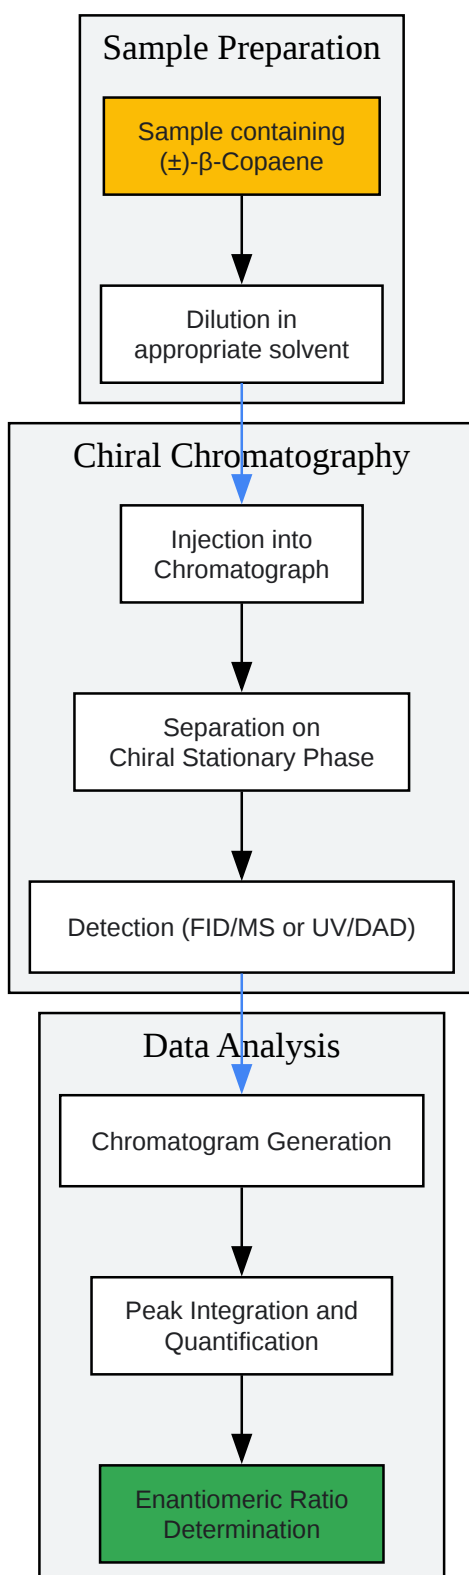 Sample Preparation
Sample containing
(±)-β-Copaene
Dilution in
appropriate solvent
Chiral Chromatography
Injection into
Chromatograph
Separation on
Chiral Stationary Phase
Detection (FID/MS or UV/DAD)
Data Analysis
Chromatogram Generation
Peak Integration and
Quantification
Enantiomeric Ratio
Determination